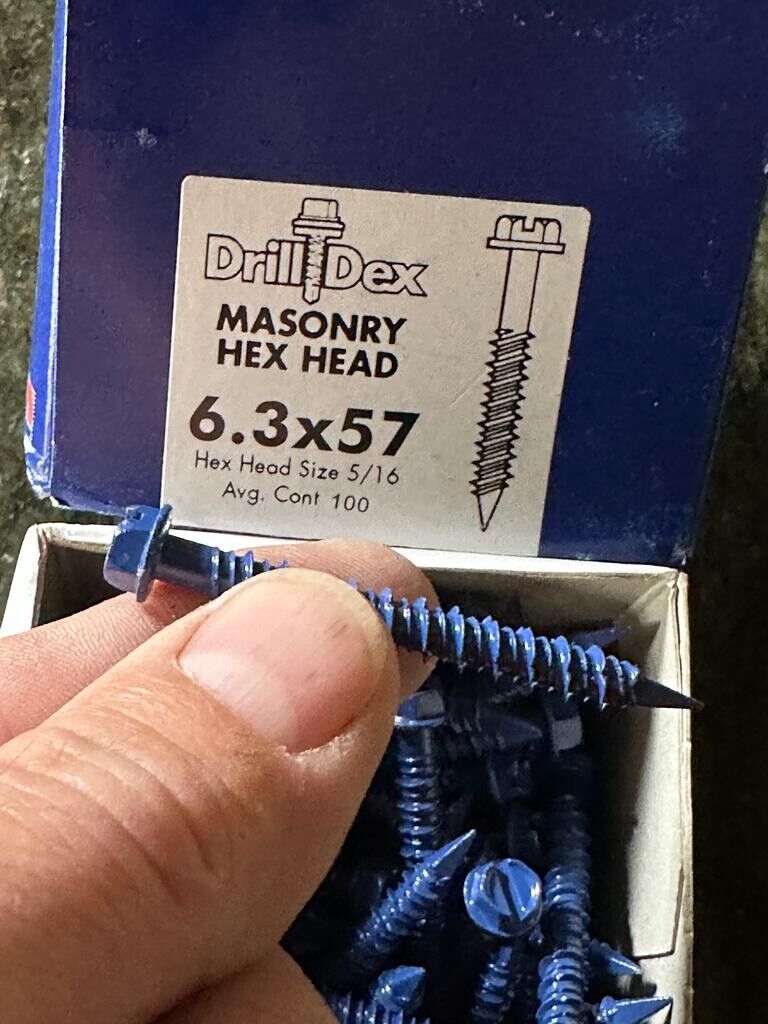 DrillDex
MASONRY
HEX HEAD
6.3x57
Hex Head Size 5/16
Avg. Cont 100